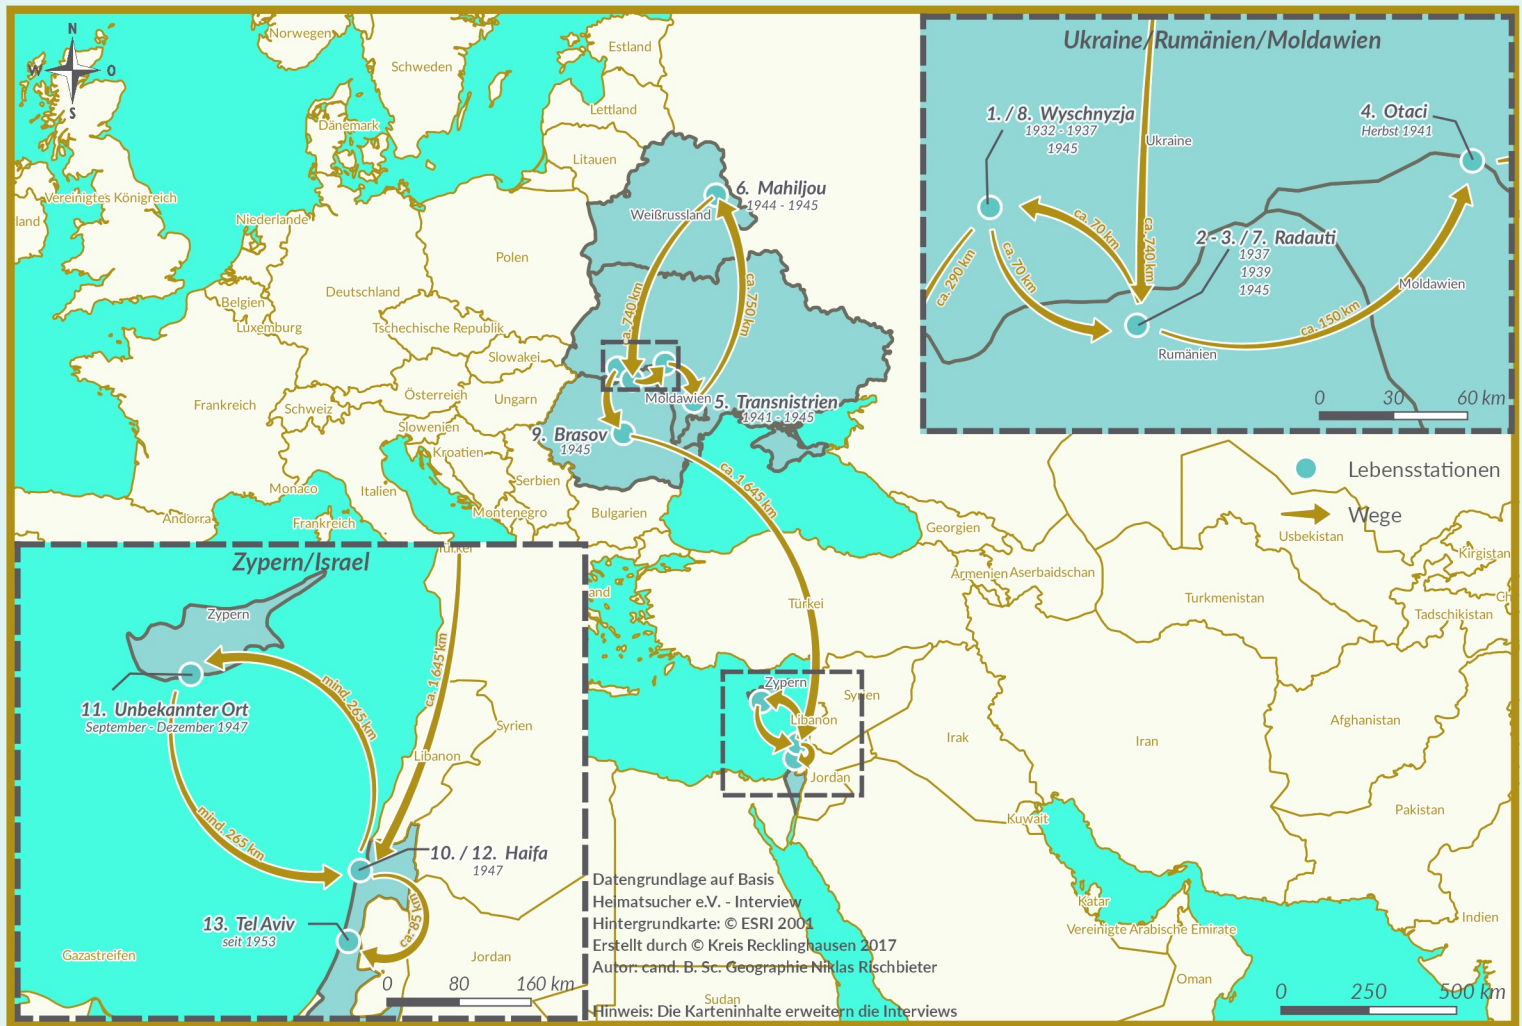 N
W
O
S
Norwegen
Schweden
Estland
Lettland
Litauen
Dänemark
Vereinigtes Königreich
land
Niederlande
Belgien
Luxemburg
Deutschland
Polen
Weißrussland
6. Mahiljou
1944 - 1945
Tschechische Republik
Slowakei
Österreich
Ungarn
Frankreich
Schweiz
Slowenien
Kroatien
Serbien
Montenegro
Bulgarien
Monaco
Italien
Andorra
Frankreich
ca. 740 km
ca. 750 km
Moldawien
5. Transnistrien
1941 - 1945
9. Brasov
1945
ca. 1 645 km
Ukraine/Rumänien/Moldawien
1. / 8. Wyschnyzja
1932 - 1937
1945
Ukraine
4. Otaci
Herbst 1941
2 - 3. / 7. Radauti
1937
1939
1945
ca. 290 km
ca. 70 km
ca. 70 km
ca. 740 km
ca. 150 km
Moldawien
Rumänien
0 30 60 km
Lebensstationen
Wege
Georgien
Armenien
Aserbaidschan
Usbekistan
Kirgistan
Turkmenistan
Tadschikistan
Ch
Türkei
and
Zypern
Syrien
Libanon
Jordan
Irak
Iran
Afghanistan
Pakistan
Kuwait
Katar
Vereinigte Arabische Emirate
Oman
Indien
Sudan
Zypern/Israel
Türkei
Zypern
11. Unbekannter Ort
September - Dezember 1947
mind. 265 km
mind. 265 km
ca. 1 645 km
Syrien
Libanon
10. / 12. Haifa
1947
13. Tel Aviv
seit 1953
ca. 85 km
Gazastreifen
Jordan
0 80 160 km
Datengrundlage auf Basis
Heimatsucher e.V. - Interview
Hintergrundkarte: © ESRI 2001
Erstellt durch © Kreis Recklinghausen 2017
Autor: cand. B. Sc. Geographie Niklas Rischbieter
Hinweis: Die Karteninhalte erweitern die Interviews
0 250 500 km